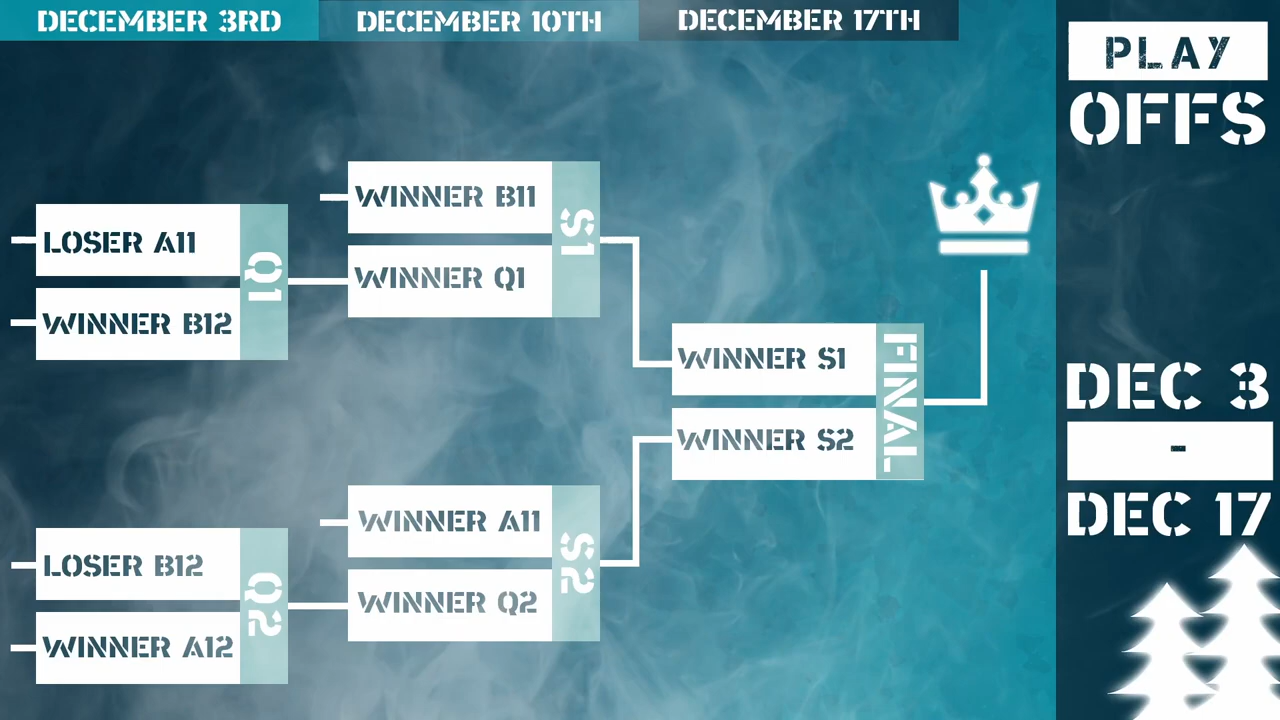 DECEMBER 3RD
DECEMBER 10TH
DECEMBER 17TH
PLAY
OFFS
LOSER A11
WINNER B12
Q1
WINNER B11
WINNER Q1
S1
WINNER S1
WINNER S2
FINAL
LOSER B12
WINNER A12
Q2
WINNER A11
WINNER Q2
S2
DEC 3
-
DEC 17